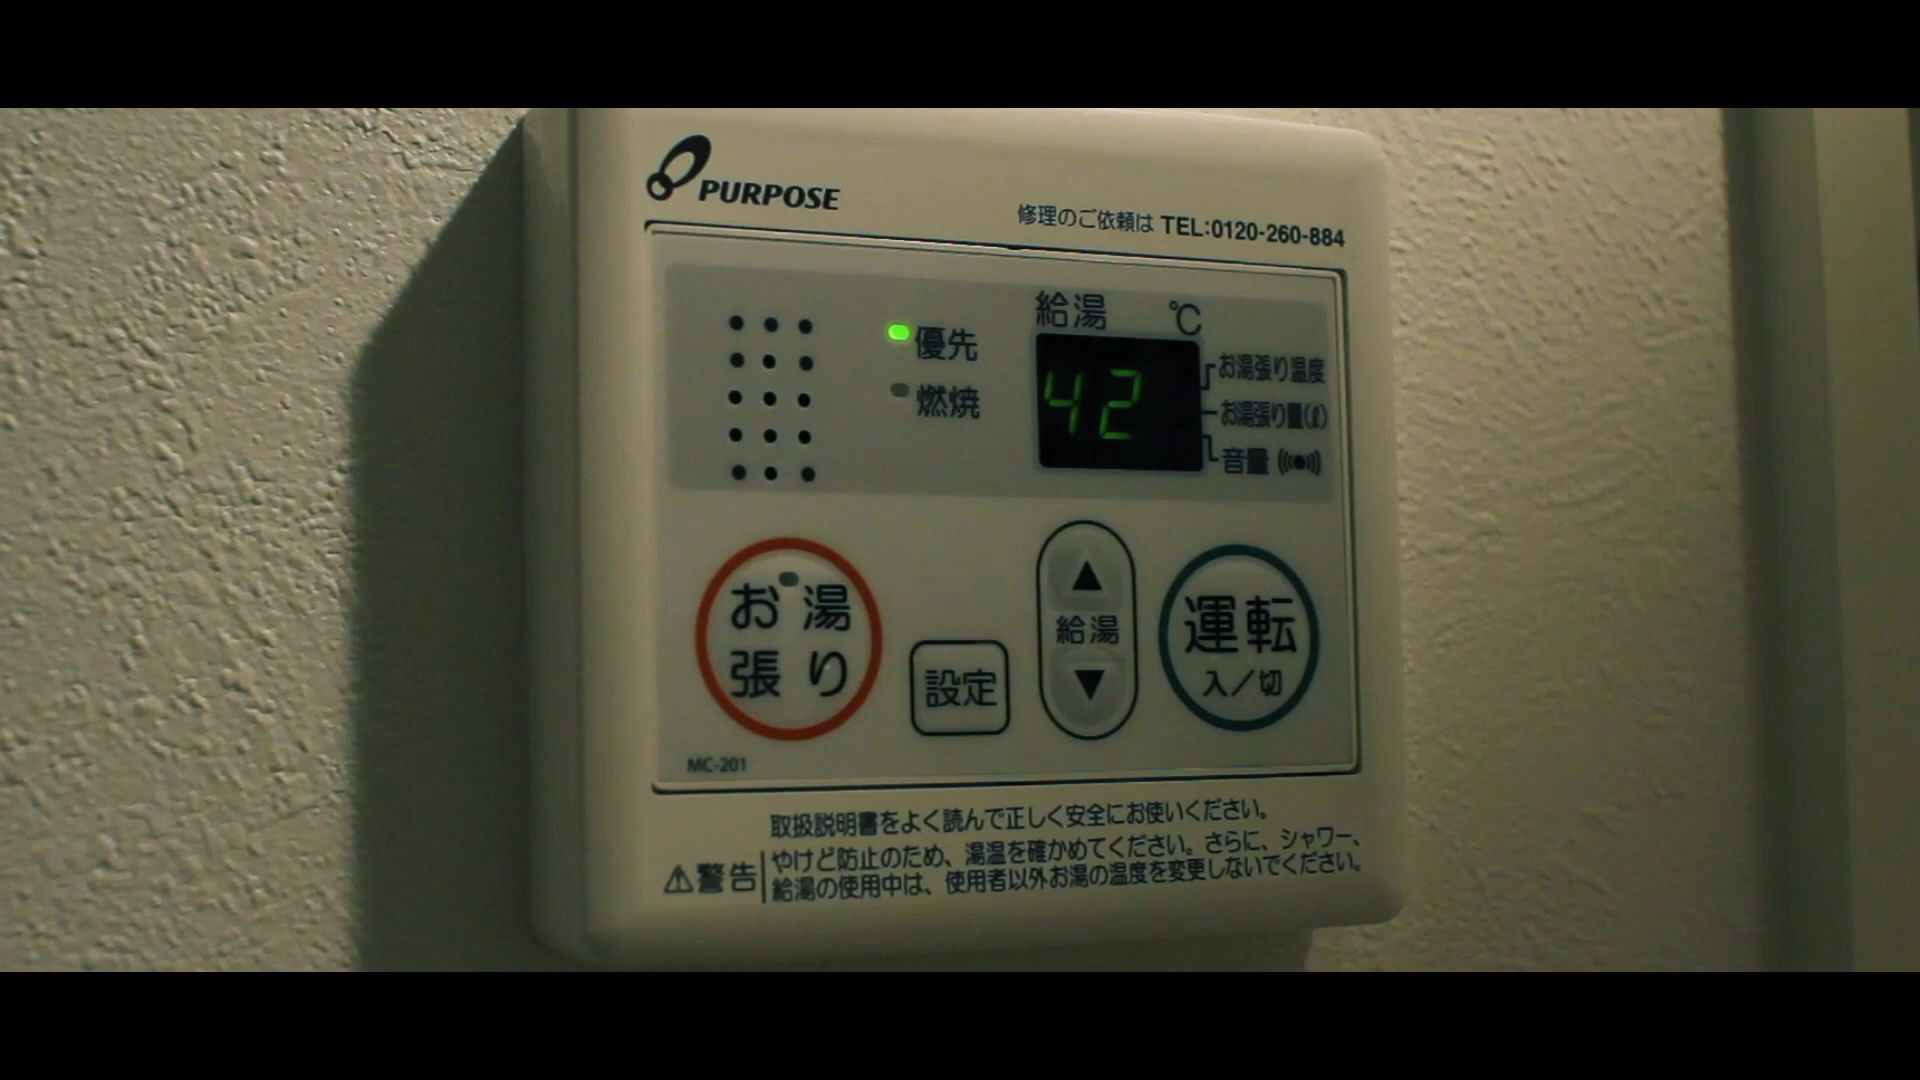 PURPOSE
修理のご依頼は TEL:0120-260-884
給湯 ℃
優先
燃焼
42
お湯張り温度
お湯張り量(ℓ)
音量
お湯張り
設定
▲
給湯
▼
運転
入/切
MC-201
取扱説明書をよく読んで正しく安全にお使いください。
警告
やけど防止のため、湯温を確かめてください。さらに、シャワー、
給湯の使用中は、使用者以外お湯の温度を変更しないでください。